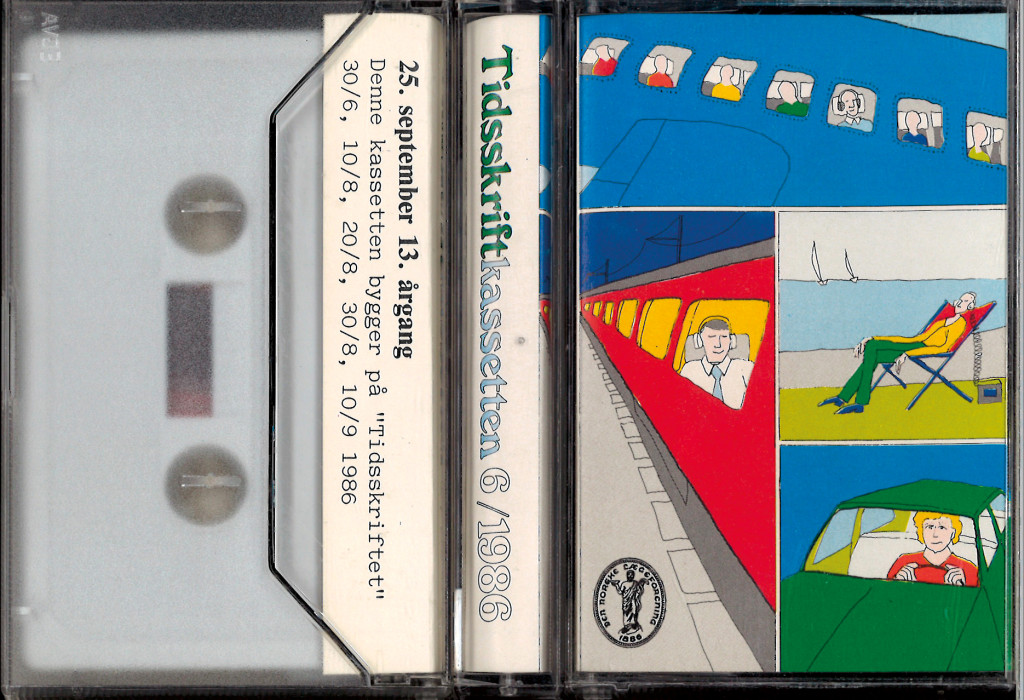 25. september 13. årgang
Denne kassetten bygger på "Tidsskriftet"
30/6, 10/8, 20/8, 30/8, 10/9 1986
Tidsskriftkassetten 6/1986
DEN NORSKE LÆGEFORENING
1886